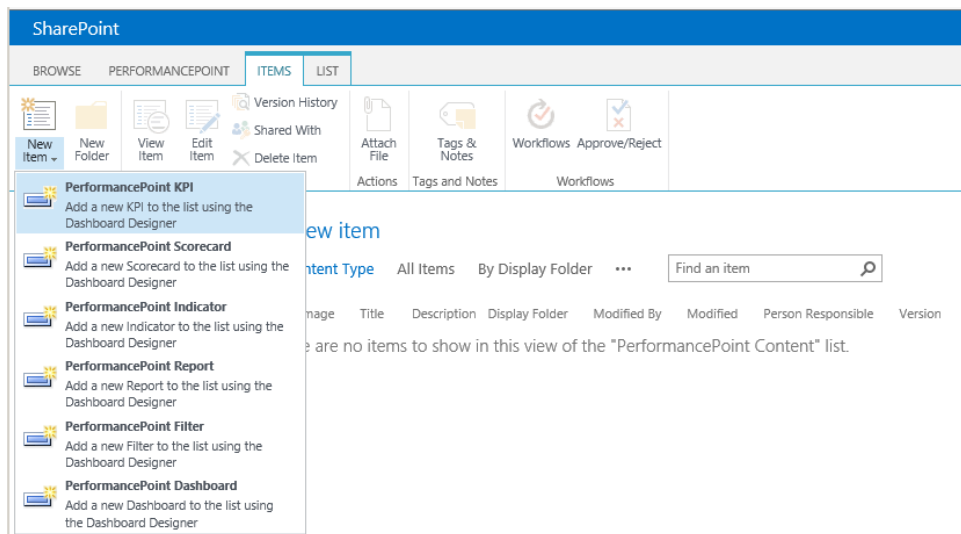 SharePoint
BROWSE PERFORMANCEPOINT ITEMS LIST
New Item
New Folder
View Item
Edit Item
Version History
Shared With
Delete Item
Attach File
Tags & Notes
Workflows Approve/Reject
Actions Tags and Notes Workflows
PerformancePoint KPI
Add a new KPI to the list using the
Dashboard Designer
PerformancePoint Scorecard
Add a new Scorecard to the list using the
Dashboard Designer
PerformancePoint Indicator
Add a new Indicator to the list using the
Dashboard Designer
PerformancePoint Report
Add a new Report to the list using the
Dashboard Designer
PerformancePoint Filter
Add a new Filter to the list using the
Dashboard Designer
PerformancePoint Dashboard
Add a new Dashboard to the list using
the Dashboard Designer
ew item
ntent Type All Items By Display Folder ••• Find an item
mage Title Description Display Folder Modified By Modified Person Responsible Version
e are no items to show in this view of the "PerformancePoint Content" list.